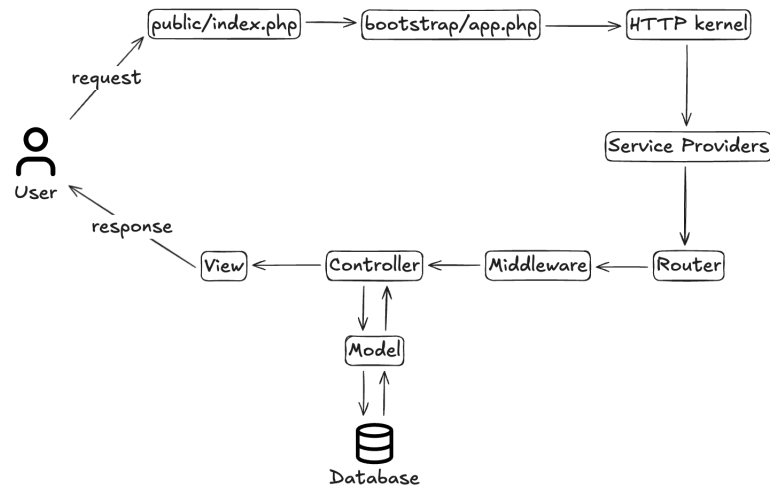 public/index.php
bootstrap/app.php
HTTP kernel
request
Service Providers
User
response
View
Controller
Middleware
Router
Model
Database